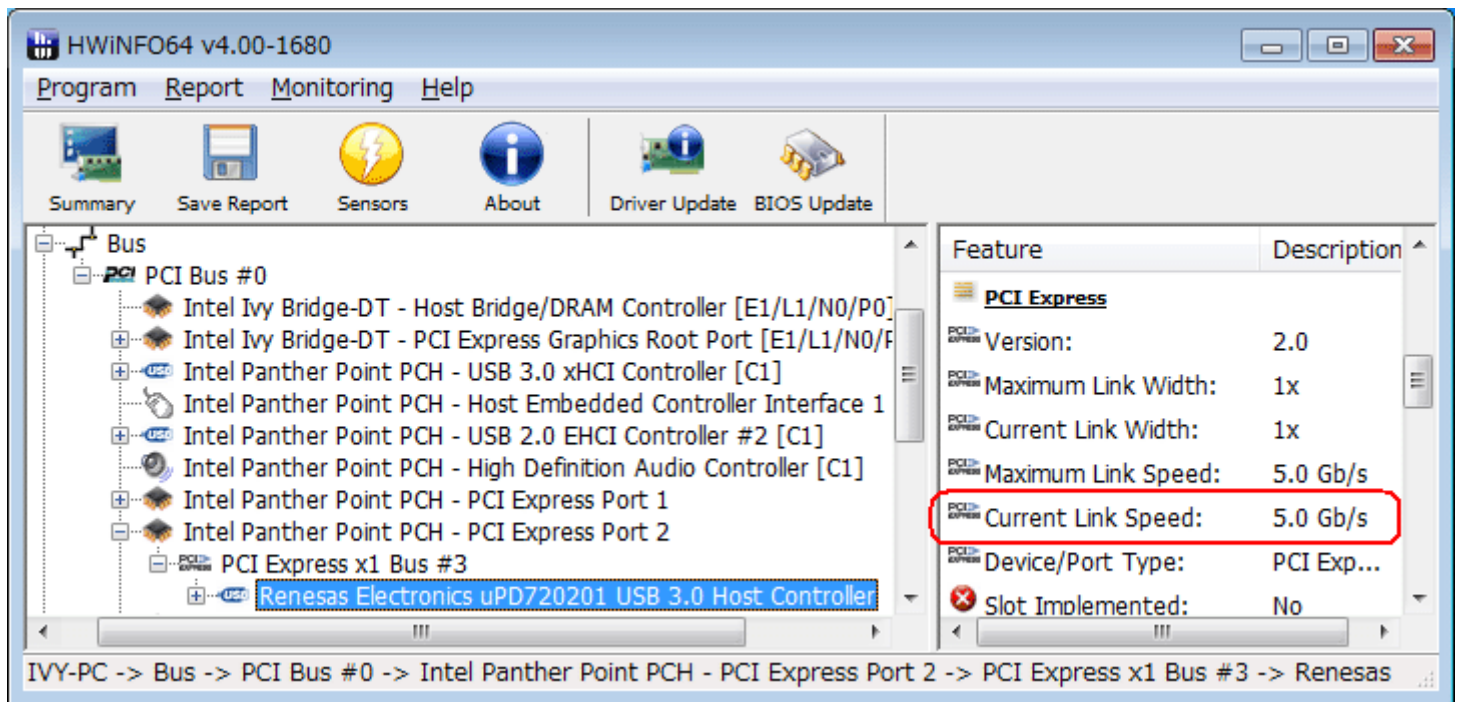 HWiNFO64 v4.00-1680
Program Report Monitoring Help
Summary Save Report Sensors About Driver Update BIOS Update
Bus
PCI PCI Bus #0
Intel Ivy Bridge-DT - Host Bridge/DRAM Controller [E1/L1/N0/P0]
Intel Ivy Bridge-DT - PCI Express Graphics Root Port [E1/L1/N0/P
Intel Panther Point PCH - USB 3.0 xHCI Controller [C1]
Intel Panther Point PCH - Host Embedded Controller Interface 1
Intel Panther Point PCH - USB 2.0 EHCI Controller #2 [C1]
Intel Panther Point PCH - High Definition Audio Controller [C1]
Intel Panther Point PCH - PCI Express Port 1
Intel Panther Point PCH - PCI Express Port 2
PCI Express x1 Bus #3
Renesas Electronics uPD720201 USB 3.0 Host Controller
Feature Description
PCI Express
Version: 2.0
Maximum Link Width: 1x
Current Link Width: 1x
Maximum Link Speed: 5.0 Gb/s
Current Link Speed: 5.0 Gb/s
Device/Port Type: PCI Exp...
Slot Implemented: No
IVY-PC -> Bus -> PCI Bus #0 -> Intel Panther Point PCH - PCI Express Port 2 -> PCI Express x1 Bus #3 -> Renesas